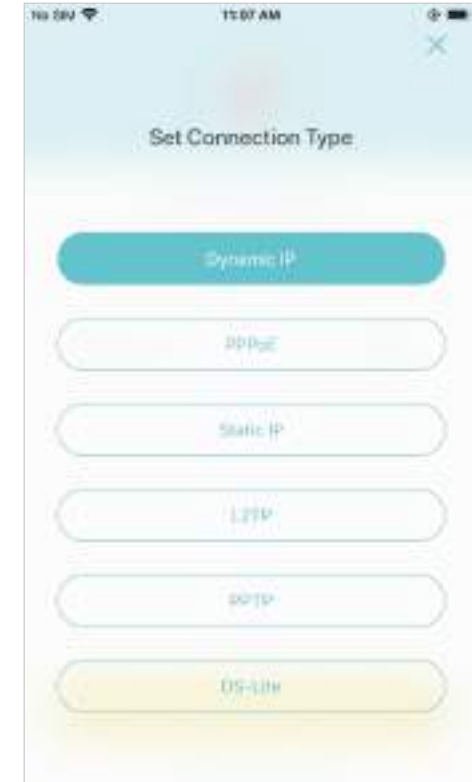 No SIM
11:07 AM
Set Connection Type
Dynamic IP
PPPoE
Static IP
L2TP
PPTP
DS-Lite